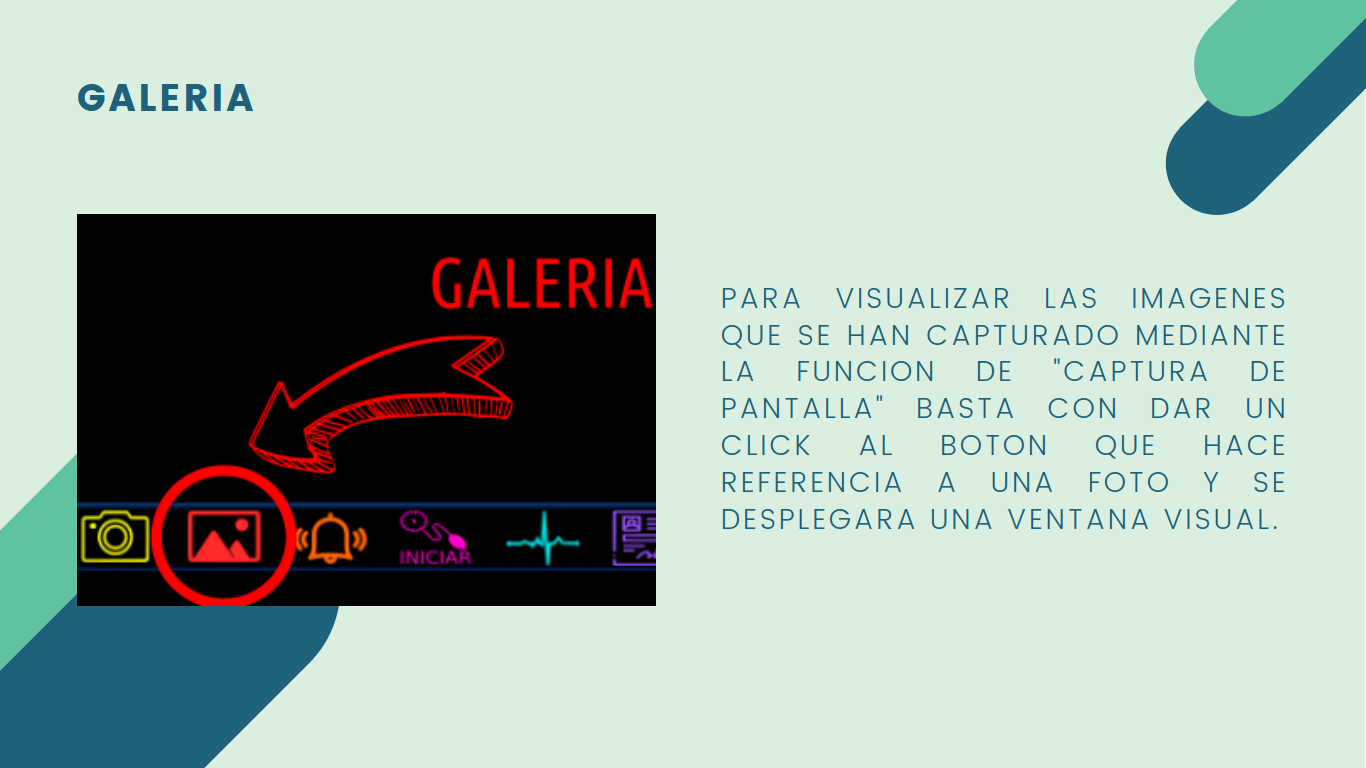 GALERIA
GALERIA
INICIAR
PARA VISUALIZAR LAS IMAGENES
QUE SE HAN CAPTURADO MEDIANTE
LA FUNCION DE "CAPTURA DE
PANTALLA" BASTA CON DAR UN
CLICK AL BOTON QUE HACE
REFERENCIA A UNA FOTO Y SE
DESPLEGARA UNA VENTANA VISUAL.